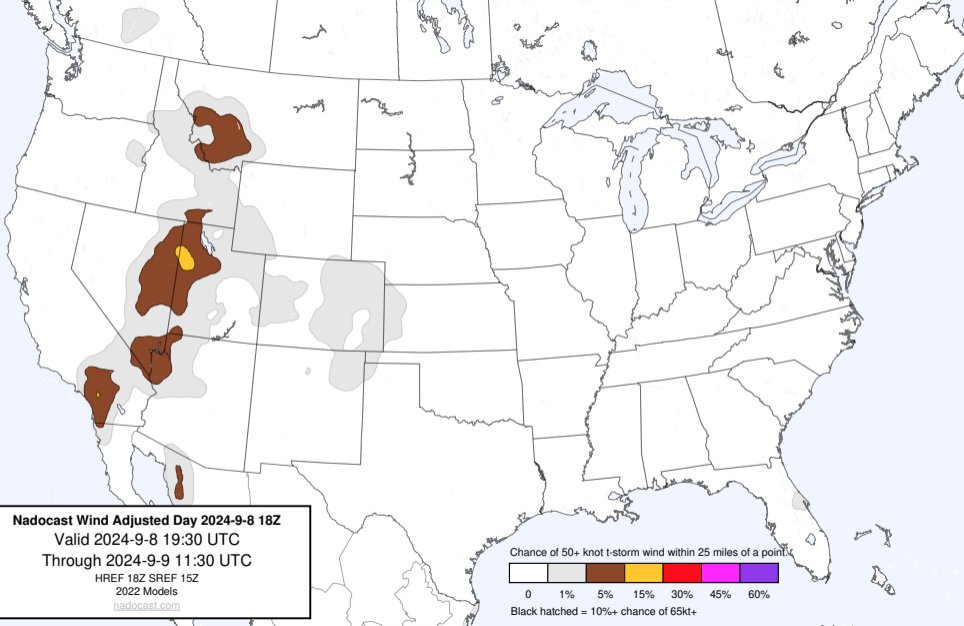 Nadocast Wind Adjusted Day 2024-9-8 18Z
Valid 2024-9-8 19:30 UTC
Through 2024-9-9 11:30 UTC
HREF 18Z SREF 15Z
2022 Models
nadocast.com
Chance of 50+ knot t-storm wind within 25 miles of a point.
0 1% 5% 15% 30% 45% 60%
Black hatched = 10%+ chance of 65kt+